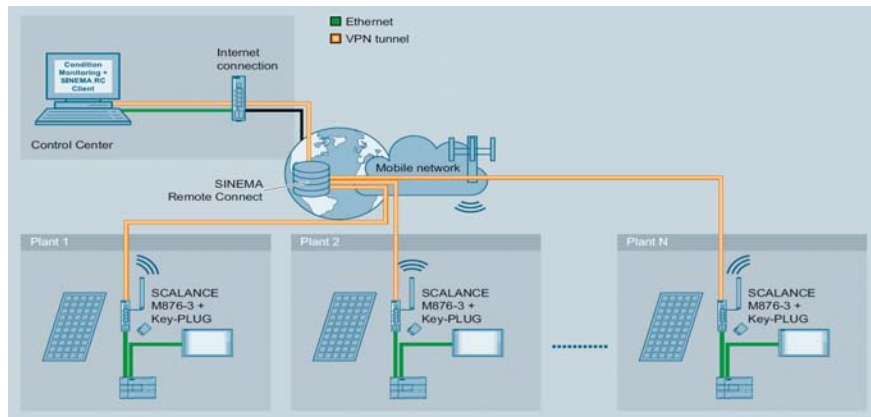 Ethernet
VPN tunnel
Internet
connection
Condition
Monitoring +
SINEMA RC
Client
Control Center
Mobile network
SINEMA
Remote Connect
Plant 1
SCALANCE
M876-3 +
Key-PLUG
Plant 2
SCALANCE
M876-3 +
Key-PLUG
Plant N
SCALANCE
M876-3 +
Key-PLUG